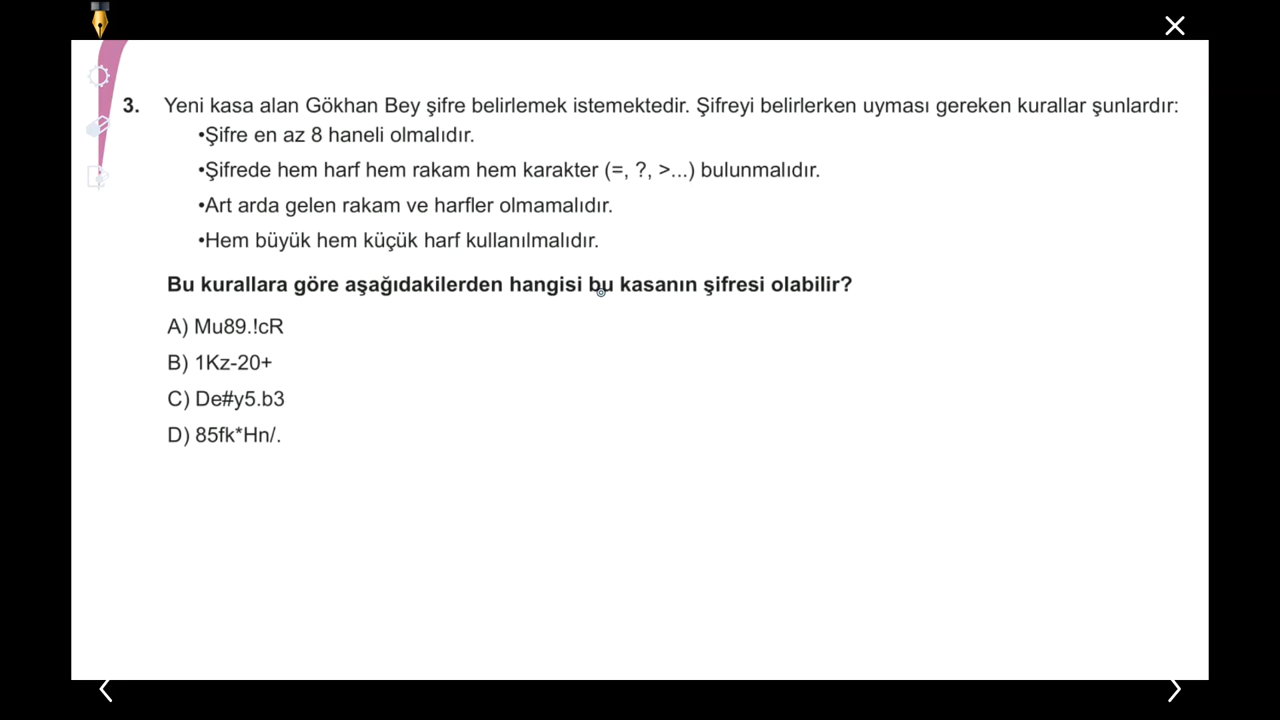 3. Yeni kasa alan Gökhan Bey şifre belirlemek istemektedir. Şifreyi belirlerken uyması gereken kurallar şunlardır:
•Şifre en az 8 haneli olmalıdır.
•Şifrede hem harf hem rakam hem karakter (=, ?, >...) bulunmalıdır.
•Art arda gelen rakam ve harfler olmamalıdır.
•Hem büyük hem küçük harf kullanılmalıdır.
Bu kurallara göre aşağıdakilerden hangisi bu kasanın şifresi olabilir?
A) Mu89.!cR
B) 1Kz-20+
C) De#y5.b3
D) 85fk*Hn/.